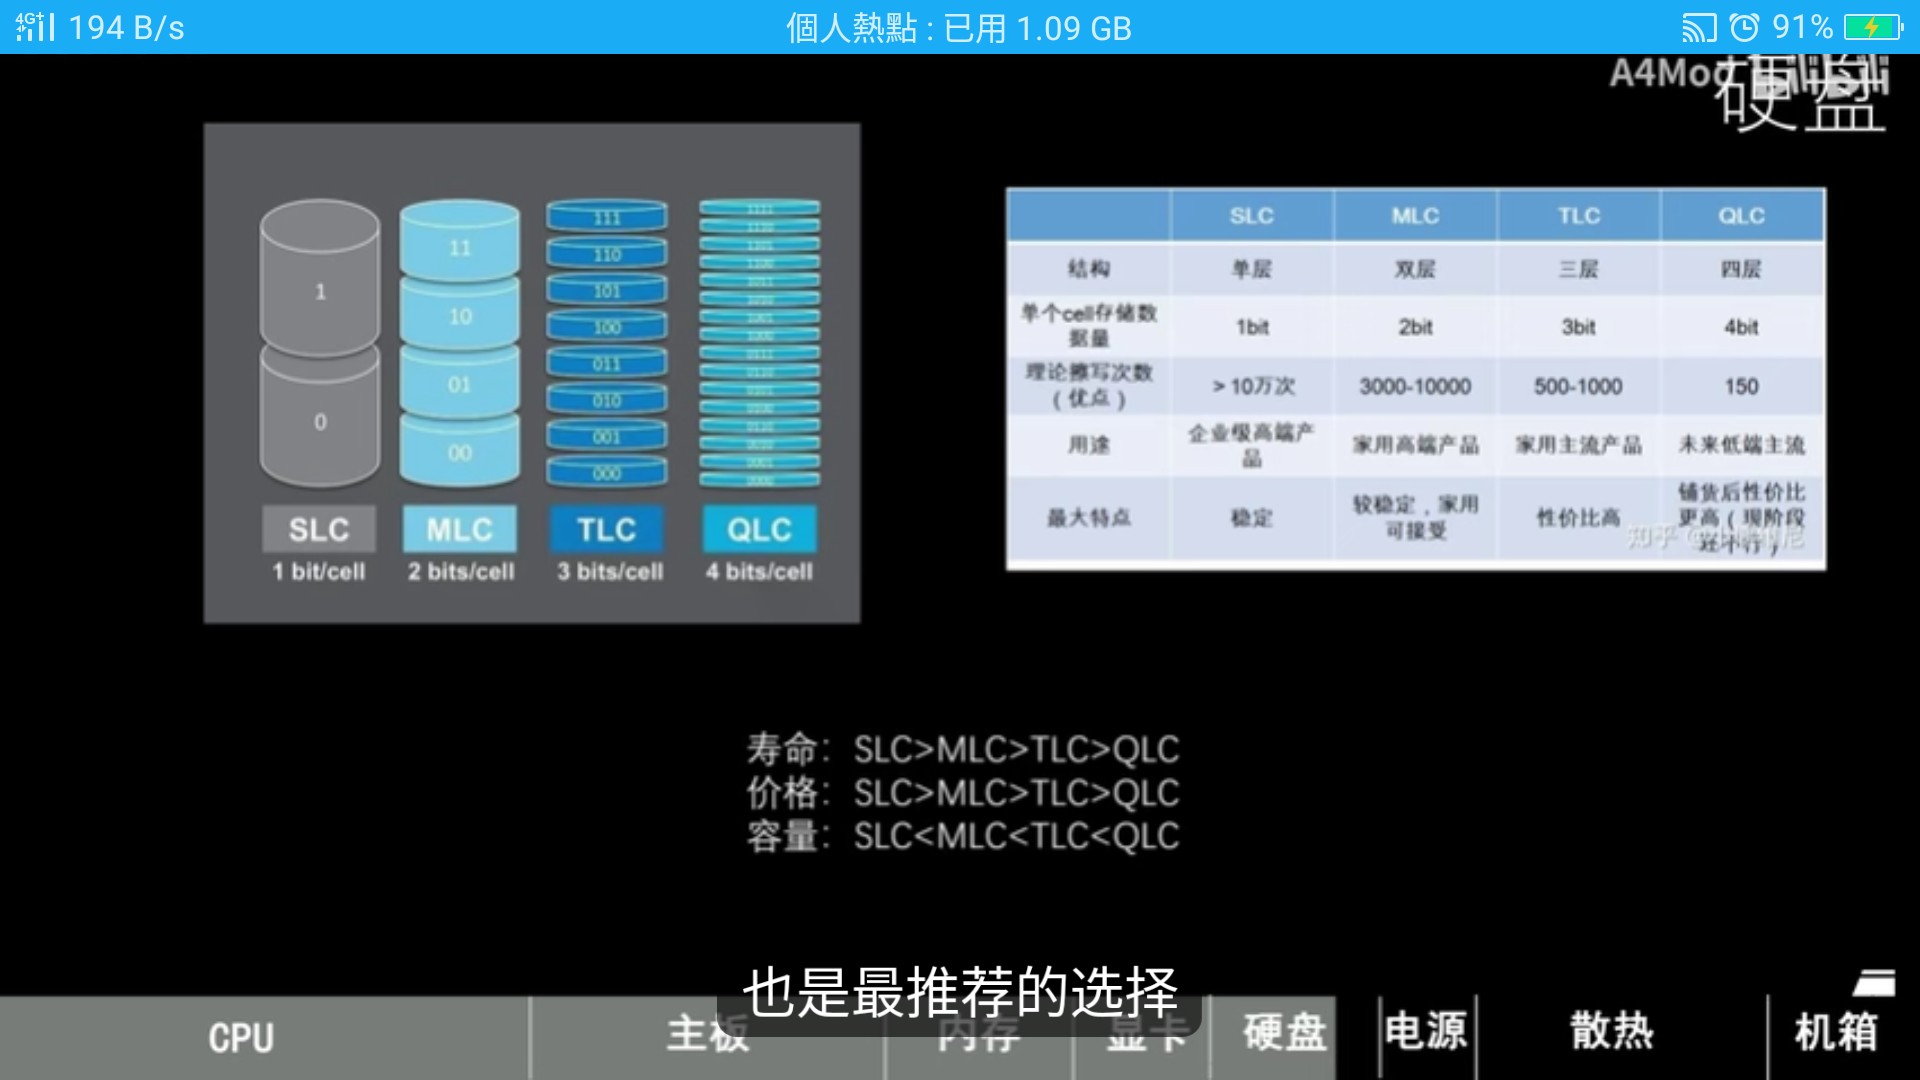 4G+ 194 B/s
個人熱點 : 已用 1.09 GB
91%
A4Mod
硬盘
1
0
11
10
01
00
111
110
101
100
011
010
001
000
SLC MLC TLC QLC
1 bit/cell 2 bits/cell 3 bits/cell 4 bits/cell
SLC MLC TLC QLC
结构 单层 双层 三层 四层
单个cell存储数
据量
1bit 2bit 3bit 4bit
理论擦写次数
(优点)
>10万次 3000-10000 500-1000 150
用途
企业级高端产
品
家用高端产品 家用主流产品 未来低端主流
最大特点 稳定
较稳定，家用
可接受
性价比高
铺货后性价比
更高(现阶段
还不行)
知乎
寿命：SLC>MLC>TLC>QLC
价格：SLC>MLC>TLC>QLC
容量：SLC<MLC<TLC<QLC
也是最推荐的选择
CPU 主板 内存 显卡 硬盘 电源 散热 机箱